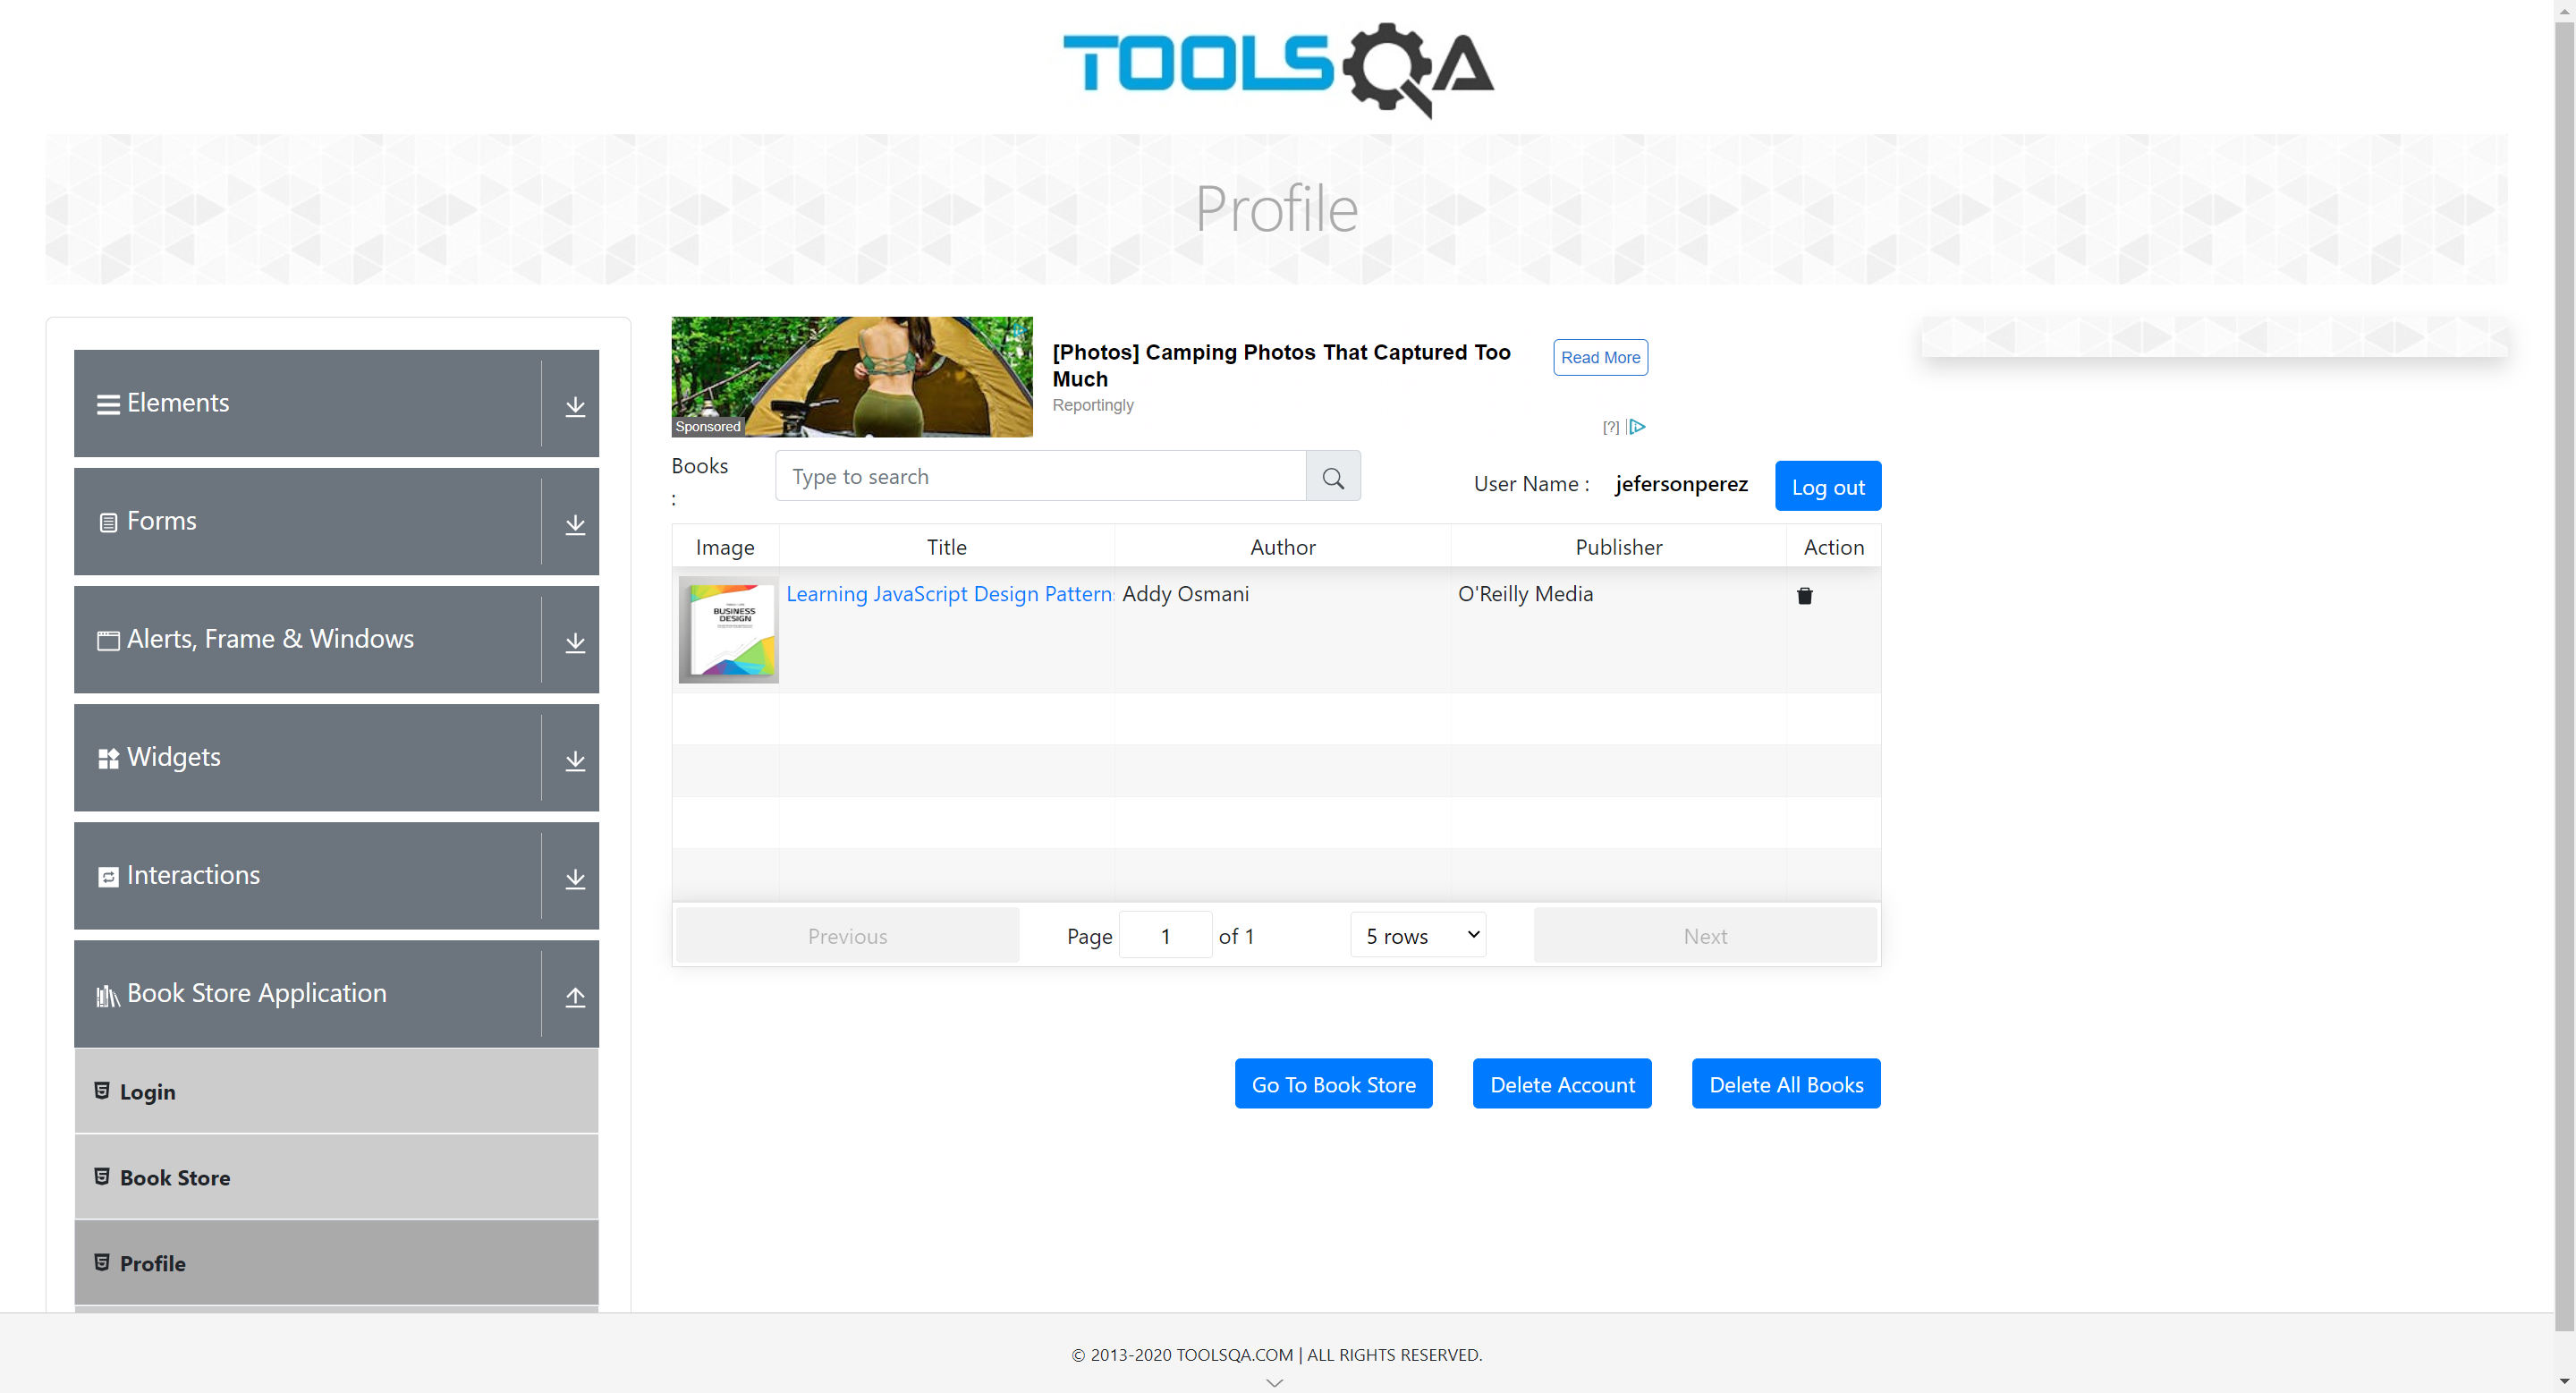 TOOLSQA
Profile
Elements
Forms
Alerts, Frame & Windows
Widgets
Interactions
Book Store Application
Login
Book Store
Profile
Sponsored
[Photos] Camping Photos That Captured Too
Much
Reportingly
Read More
[?]
Books
:
Type to search
User Name :
jefersonperez
Log out
Image Title Author Publisher Action
BUSINESS
DESIGN
Learning JavaScript Design Patterns Addy Osmani O'Reilly Media
Previous
Page 1 of 1
5 rows
Next
Go To Book Store
Delete Account
Delete All Books
© 2013-2020 TOOLSQA.COM | ALL RIGHTS RESERVED.